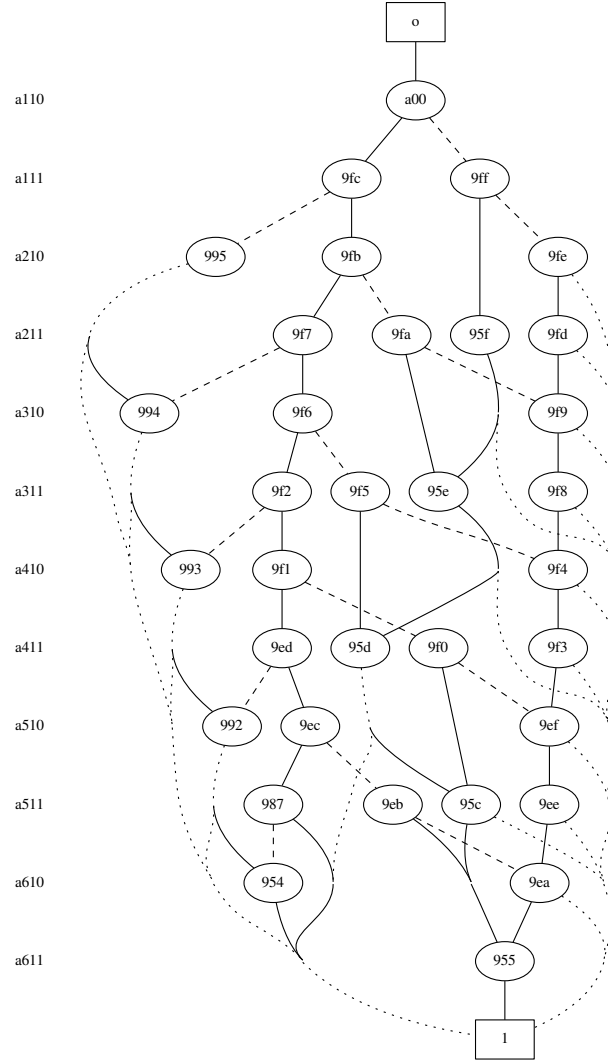 o
a110 a00
a111 9fc 9ff
a210 995 9fb 9fe
a211 9f7 9fa 95f 9fd
a310 994 9f6 9f9
a311 9f2 9f5 95e 9f8
a410 993 9f1 9f4
a411 9ed 95d 9f0 9f3
a510 992 9ec 9ef
a511 987 9eb 95c 9ee
a610 954 9ea
a611 955
1